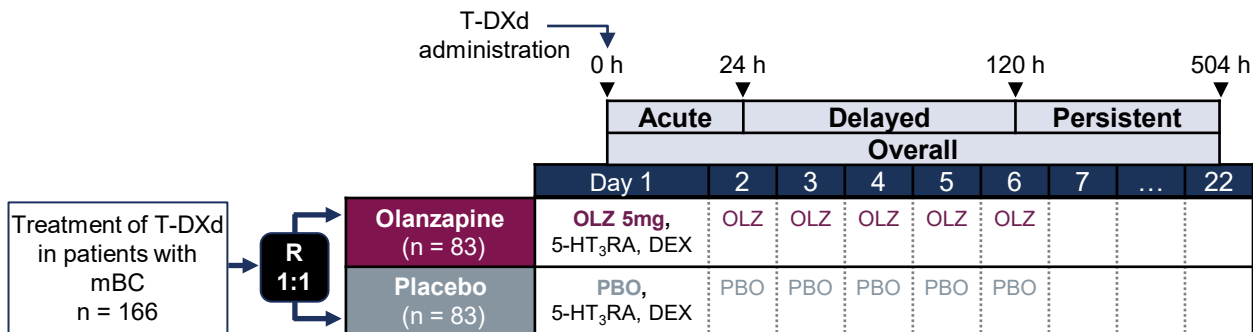 T-DXd
administration
0 h 24 h 120 h 504 h
Acute Delayed Persistent
Overall
Day 1 2 3 4 5 6 7 ... 22
Treatment of T-DXd
in patients with
mBC
n = 166
R
1:1
Olanzapine
(n = 83)
OLZ 5mg,
5-HT₃RA, DEX
OLZ OLZ OLZ OLZ OLZ
Placebo
(n = 83)
PBO,
5-HT₃RA, DEX
PBO PBO PBO PBO PBO